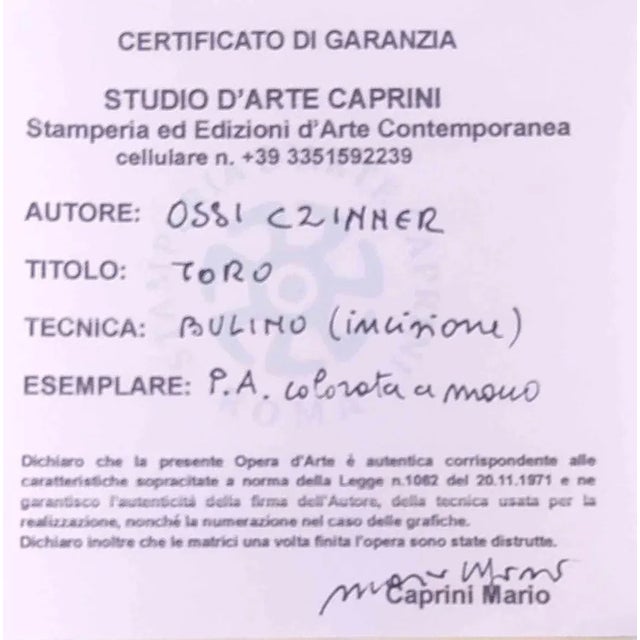 CERTIFICATO DI GARANZIA
STUDIO D'ARTE CAPRINI
Stamperia ed Edizioni d'Arte Contemporanea
cellulare n. +39 3351592239
AUTORE: OSSI CZINNER
TITOLO: TORO
TECNICA: BULINO (incisione)
ESEMPLARE: P.A. colorata a mano
Dichiaro che la presente Opera d'Arte è autentica corrispondente alle
caratteristiche sopracitate a norma della Legge n.1062 del 20.11.1971 e ne
garantisco l'autenticità della firma dell'Autore, della tecnica usata per la
realizzazione, nonché la numerazione nel caso delle grafiche.
Dichiaro inoltre che le matrici una volta finita l'opera sono state distrutte.
Caprini Mario